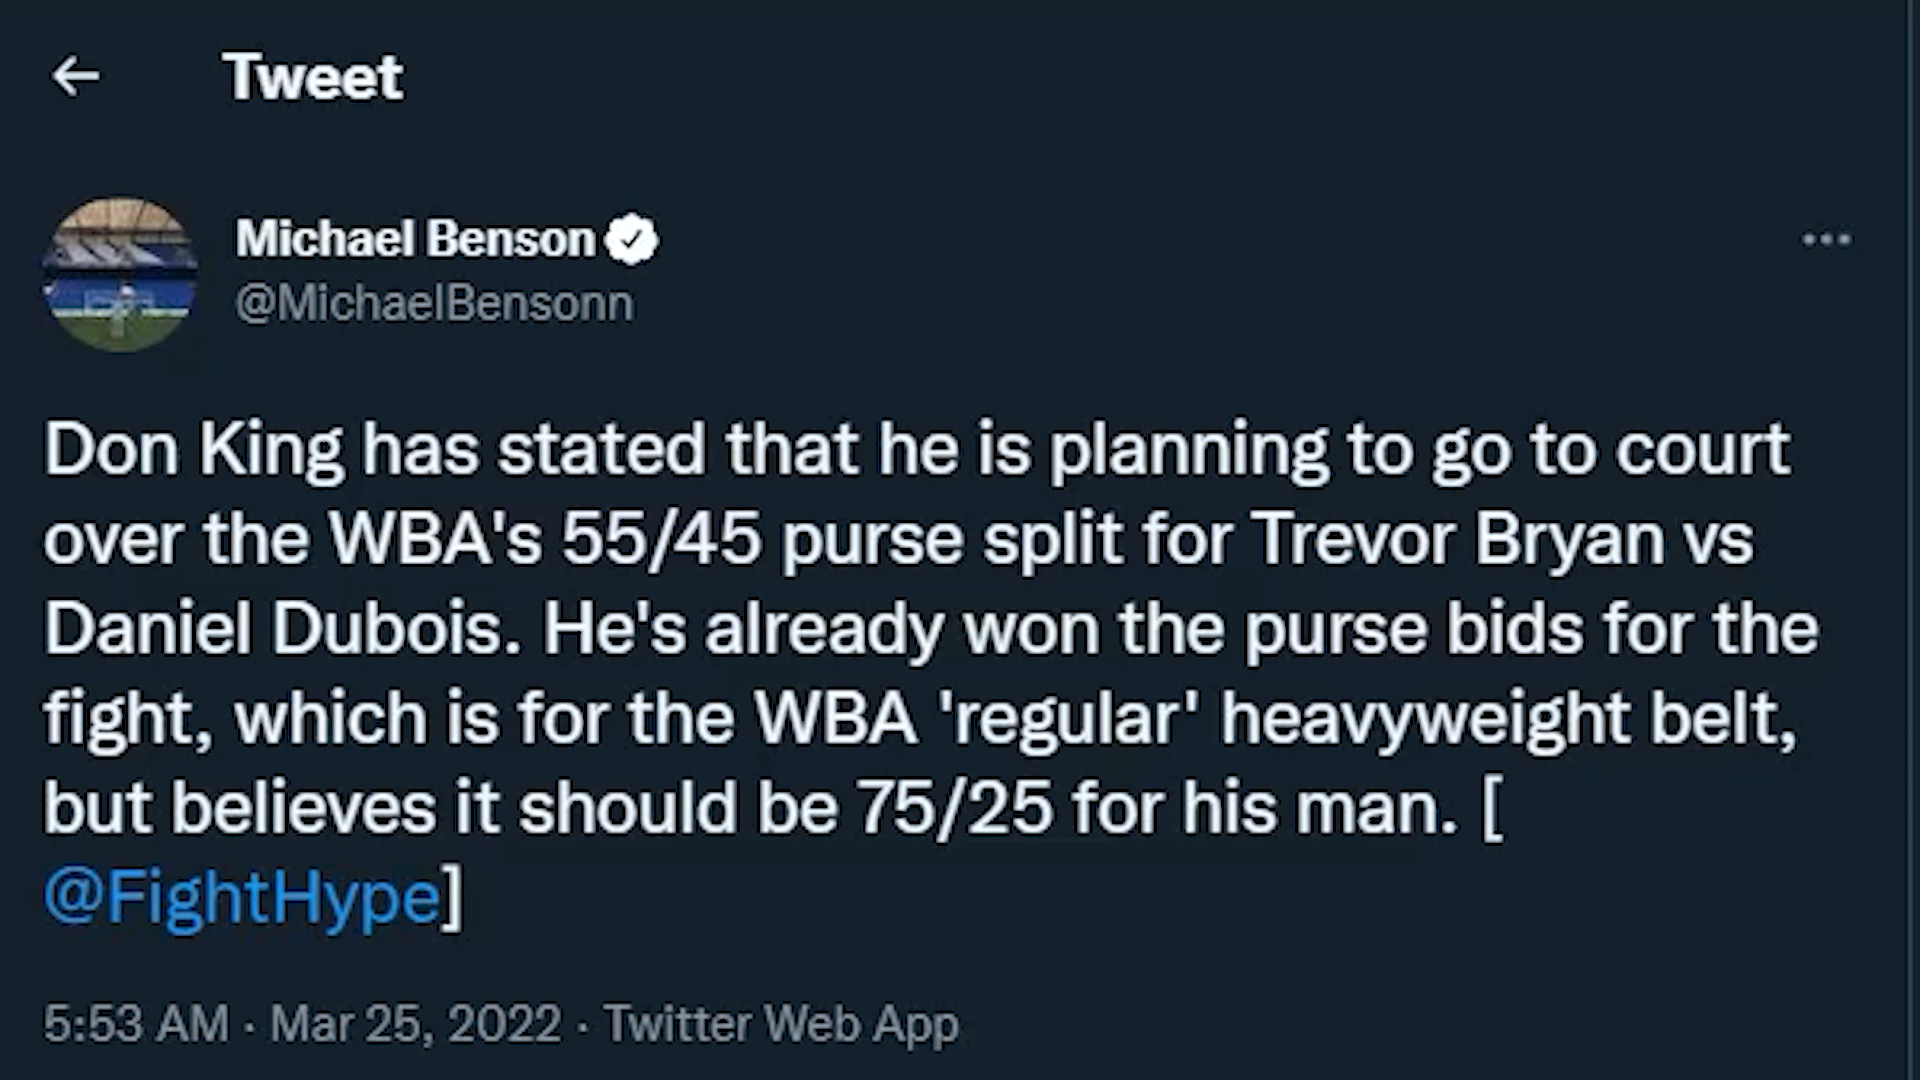 Tweet
Michael Benson
@MichaelBensonn
Don King has stated that he is planning to go to court
over the WBA's 55/45 purse split for Trevor Bryan vs
Daniel Dubois. He's already won the purse bids for the
fight, which is for the WBA 'regular' heavyweight belt,
but believes it should be 75/25 for his man. [
@FightHype]
5:53 AM · Mar 25, 2022 · Twitter Web App